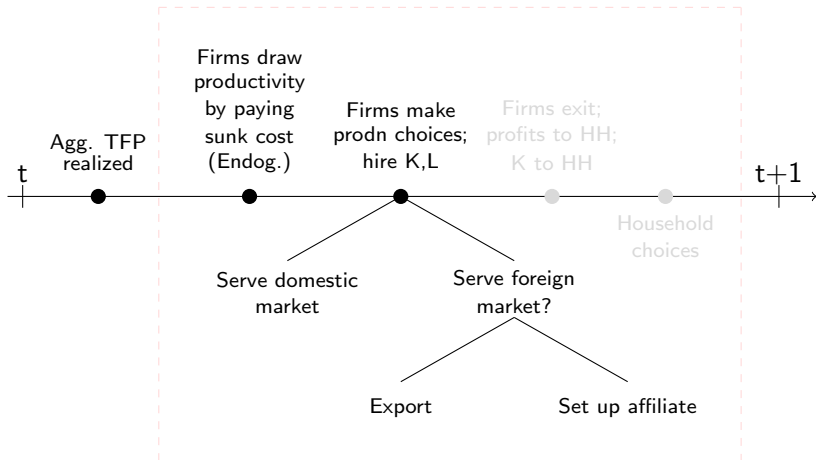 t
Agg. TFP
realized
Firms draw
productivity
by paying
sunk cost
(Endog.)
Firms make
prodn choices;
hire K,L
Firms exit;
profits to HH;
K to HH
Household
choices
t+1
Serve domestic
market
Serve foreign
market?
Export
Set up affiliate